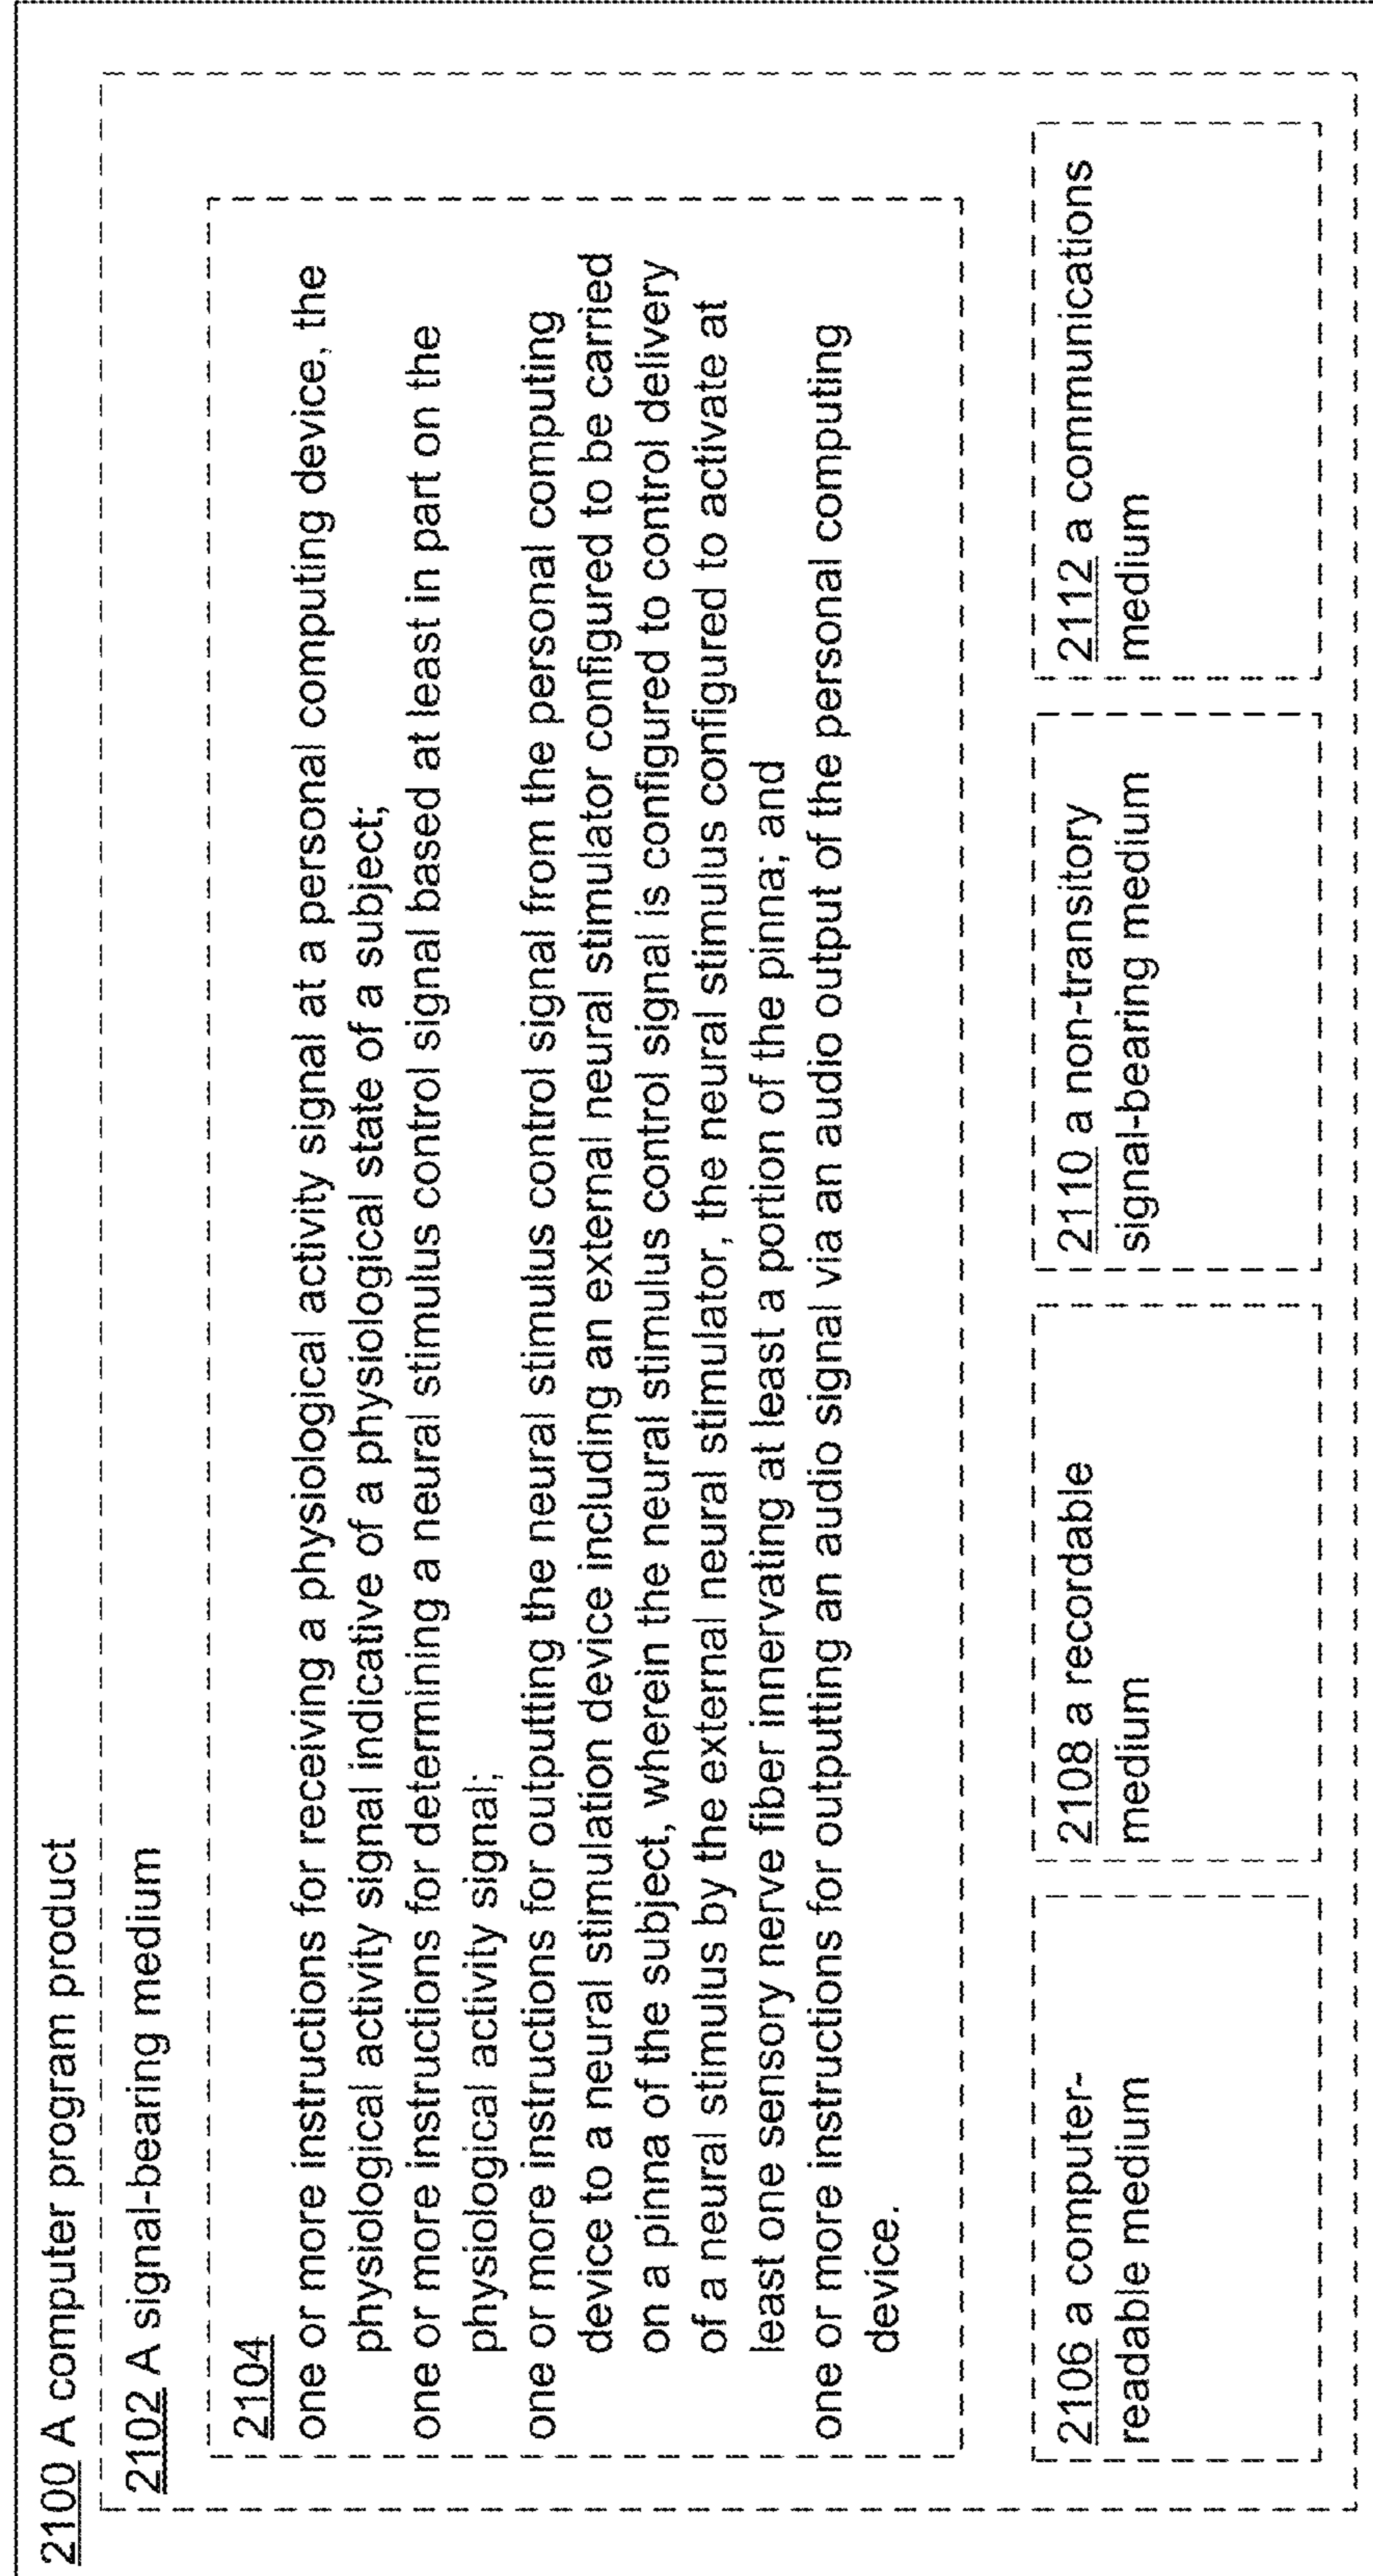 2100 A computer program product
2102 A signal-bearing medium
2104
one or more instructions for receiving a physiological activity signal at a personal computing device, the
physiological activity signal indicative of a physiological state of a subject;
one or more instructions for determining a neural stimulus control signal based at least in part on the
physiological activity signal;
one or more instructions for outputting the neural stimulus control signal from the personal computing
device to a neural stimulation device including an external neural stimulator configured to be carried
on a pinna of the subject, wherein the neural stimulus control signal is configured to control delivery
of a neural stimulus by the external neural stimulator, the neural stimulus configured to activate at
least one sensory nerve fiber innervating at least a portion of the pinna; and
one or more instructions for outputting an audio signal via an audio output of the personal computing
device.
2106 a computer-
readable medium
2108 a recordable
medium
2110 a non-transitory
signal-bearing medium
2112 a communications
medium